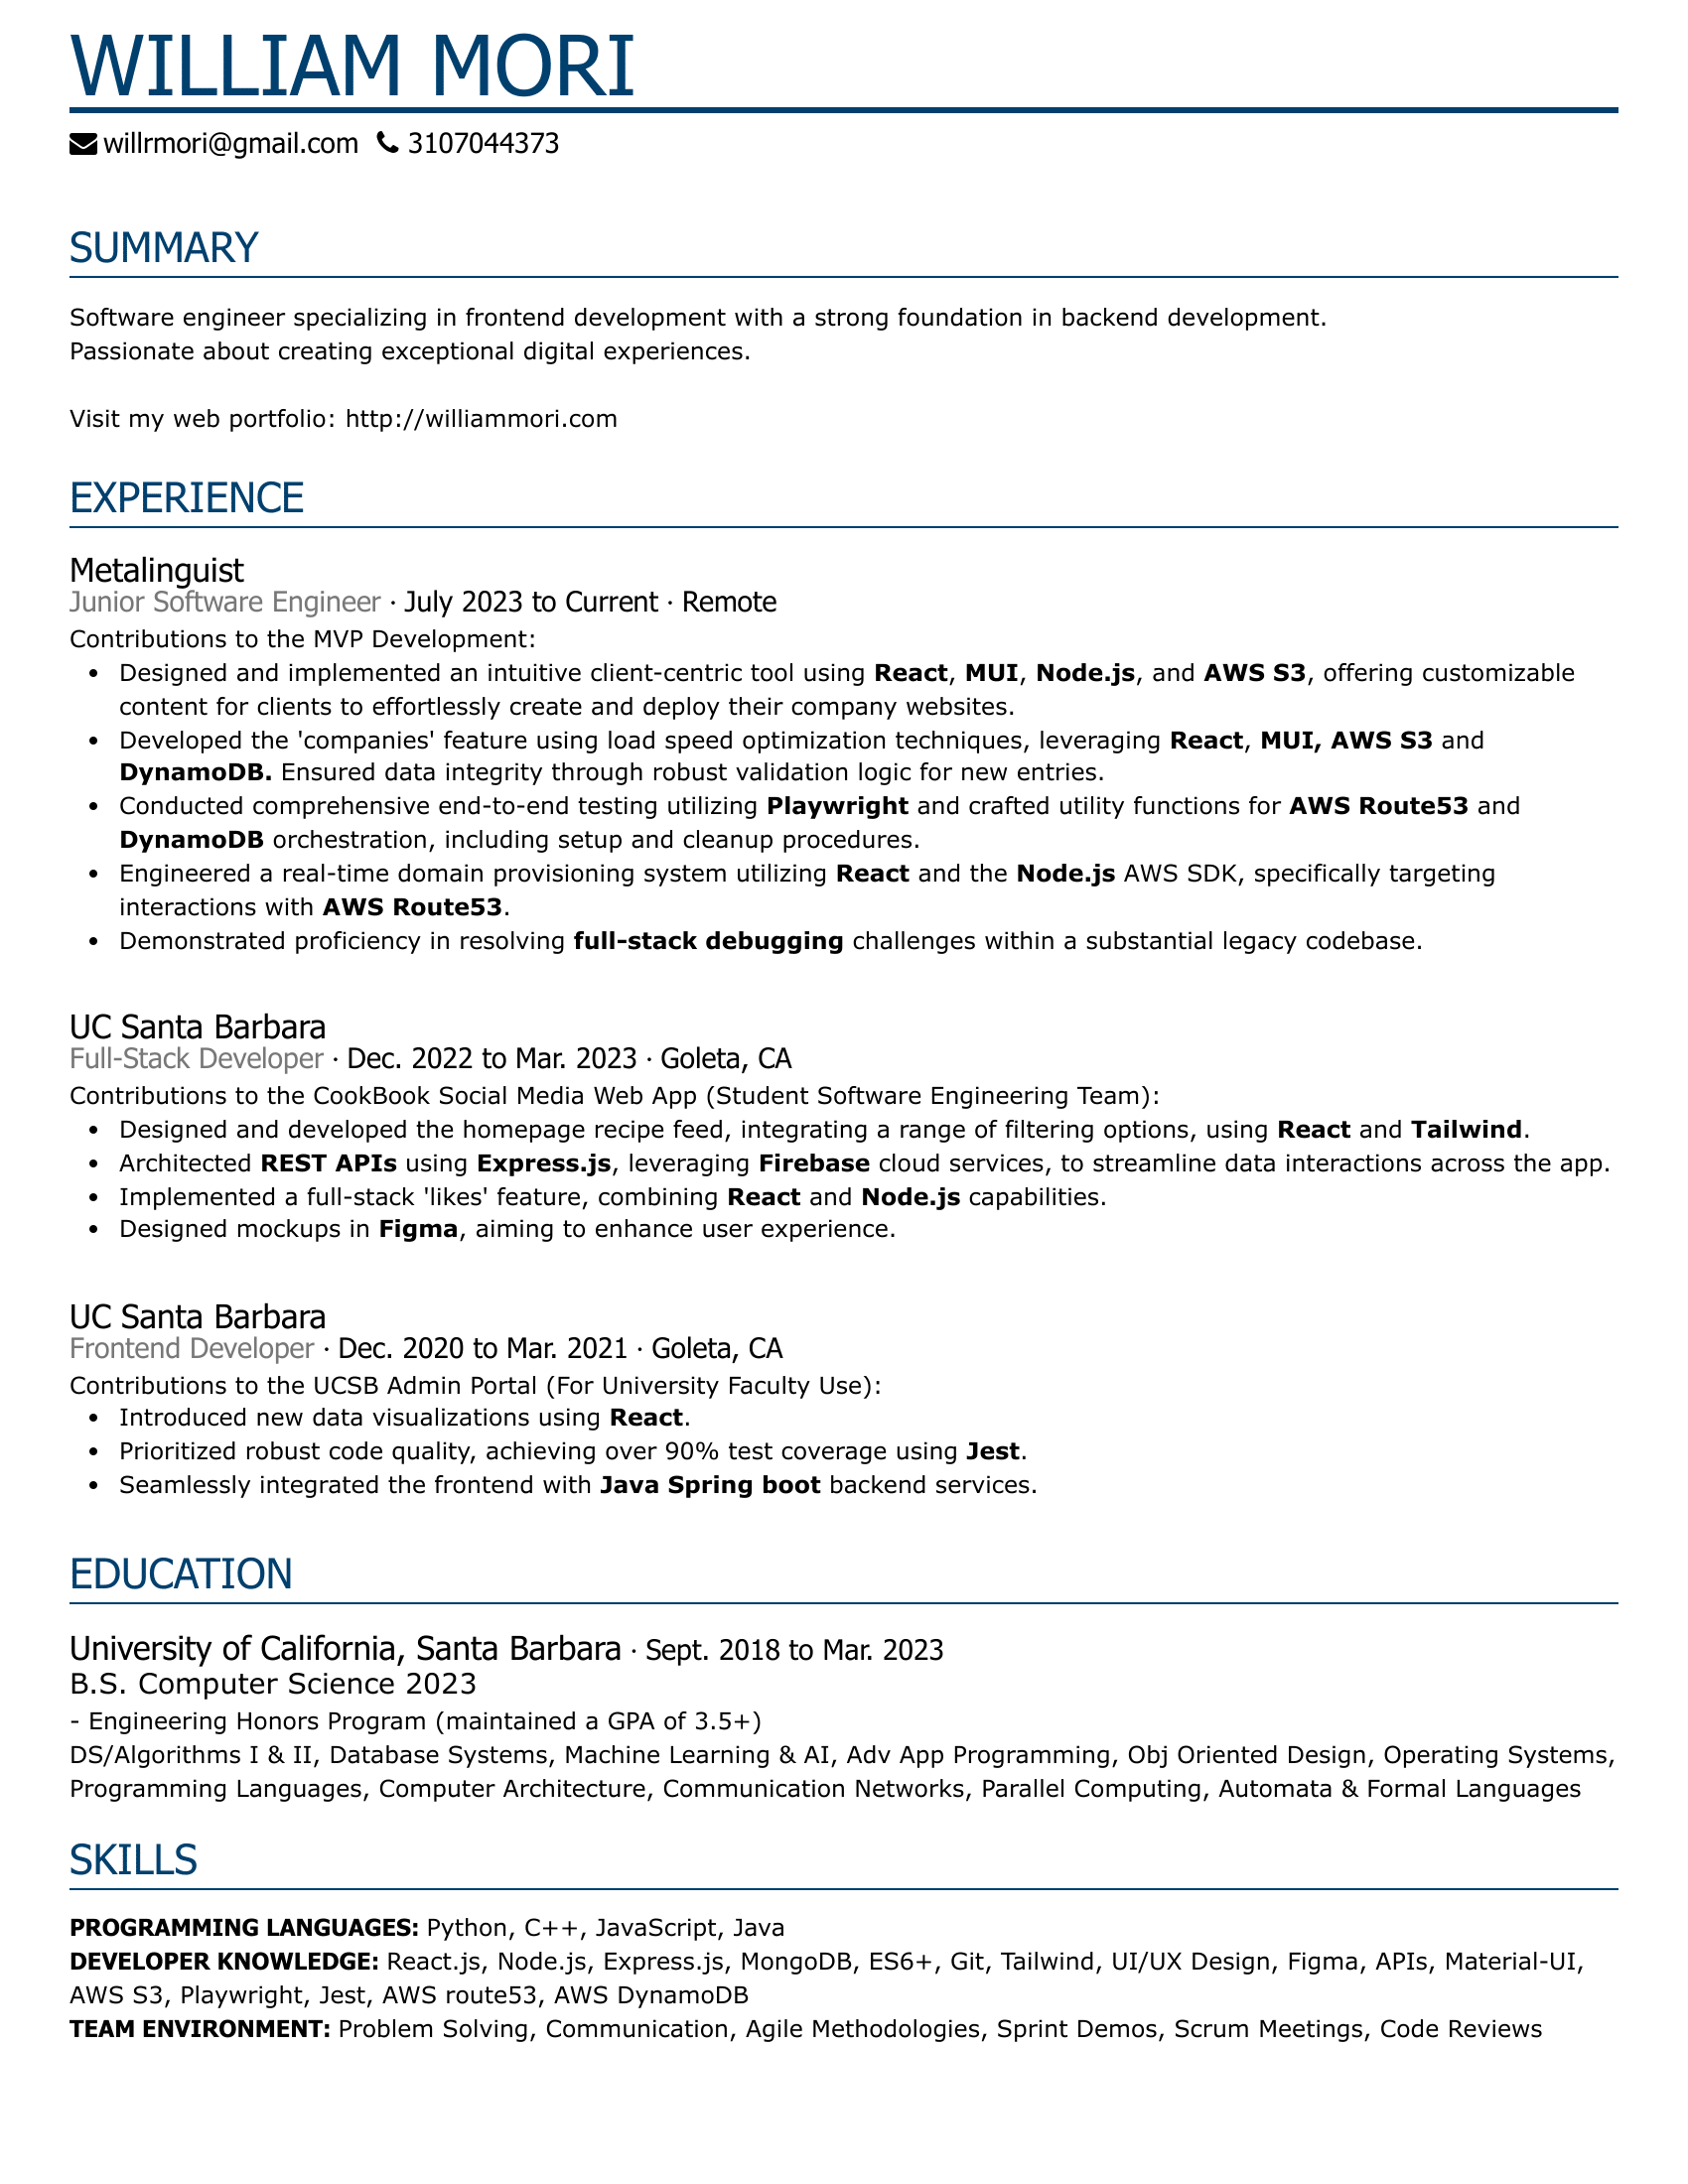 WILLIAM MORI
willrmori@gmail.com 3107044373
SUMMARY
Software engineer specializing in frontend development with a strong foundation in backend development.
Passionate about creating exceptional digital experiences.
Visit my web portfolio: http://williammori.com
EXPERIENCE
Metalinguist
Junior Software Engineer · July 2023 to Current · Remote
Contributions to the MVP Development:
• Designed and implemented an intuitive client-centric tool using React, MUI, Node.js, and AWS S3, offering customizable
content for clients to effortlessly create and deploy their company websites.
• Developed the 'companies' feature using load speed optimization techniques, leveraging React, MUI, AWS S3 and
DynamoDB. Ensured data integrity through robust validation logic for new entries.
• Conducted comprehensive end-to-end testing utilizing Playwright and crafted utility functions for AWS Route53 and
DynamoDB orchestration, including setup and cleanup procedures.
• Engineered a real-time domain provisioning system utilizing React and the Node.js AWS SDK, specifically targeting
interactions with AWS Route53.
• Demonstrated proficiency in resolving full-stack debugging challenges within a substantial legacy codebase.
UC Santa Barbara
Full-Stack Developer · Dec. 2022 to Mar. 2023 · Goleta, CA
Contributions to the CookBook Social Media Web App (Student Software Engineering Team):
• Designed and developed the homepage recipe feed, integrating a range of filtering options, using React and Tailwind.
• Architected REST APIs using Express.js, leveraging Firebase cloud services, to streamline data interactions across the app.
• Implemented a full-stack 'likes' feature, combining React and Node.js capabilities.
• Designed mockups in Figma, aiming to enhance user experience.
UC Santa Barbara
Frontend Developer · Dec. 2020 to Mar. 2021 · Goleta, CA
Contributions to the UCSB Admin Portal (For University Faculty Use):
• Introduced new data visualizations using React.
• Prioritized robust code quality, achieving over 90% test coverage using Jest.
• Seamlessly integrated the frontend with Java Spring boot backend services.
EDUCATION
University of California, Santa Barbara · Sept. 2018 to Mar. 2023
B.S. Computer Science 2023
- Engineering Honors Program (maintained a GPA of 3.5+)
DS/Algorithms I & II, Database Systems, Machine Learning & AI, Adv App Programming, Obj Oriented Design, Operating Systems,
Programming Languages, Computer Architecture, Communication Networks, Parallel Computing, Automata & Formal Languages
SKILLS
PROGRAMMING LANGUAGES: Python, C++, JavaScript, Java
DEVELOPER KNOWLEDGE: React.js, Node.js, Express.js, MongoDB, ES6+, Git, Tailwind, UI/UX Design, Figma, APIs, Material-UI,
AWS S3, Playwright, Jest, AWS route53, AWS DynamoDB
TEAM ENVIRONMENT: Problem Solving, Communication, Agile Methodologies, Sprint Demos, Scrum Meetings, Code Reviews